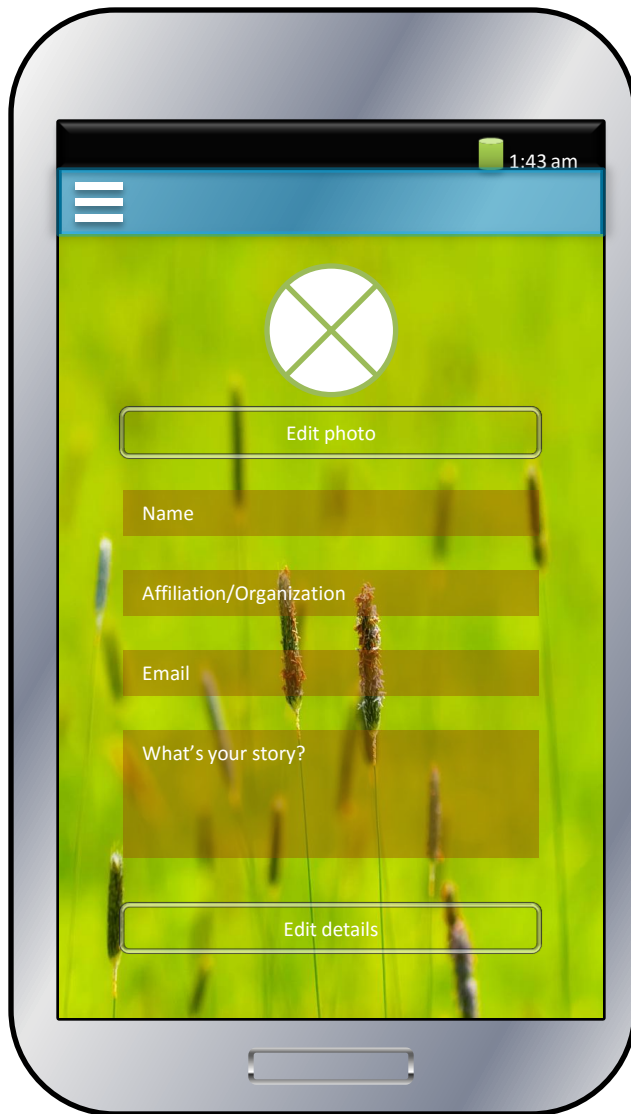 1:43 am
Edit photo
Name
Affiliation/Organization
Email
What's your story?
Edit details